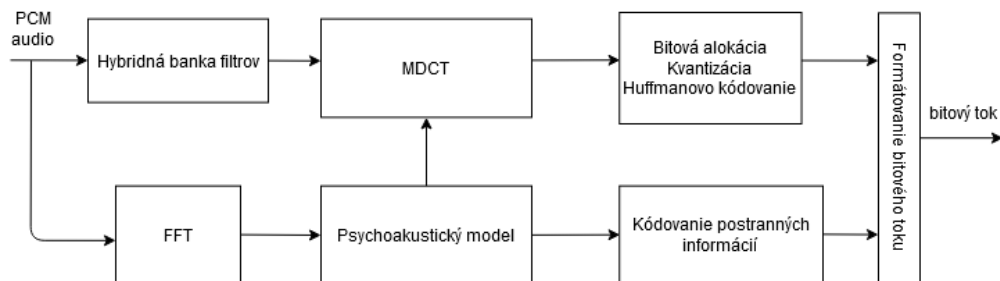 PCM
audio
Hybridná banka filtrov
MDCT
Bitová alokácia
Kvantizácia
Huffmanovo kódovanie
Formátovanie bitového toku
bitový tok
FFT
Psychoakustický model
Kódovanie postranných
informácií